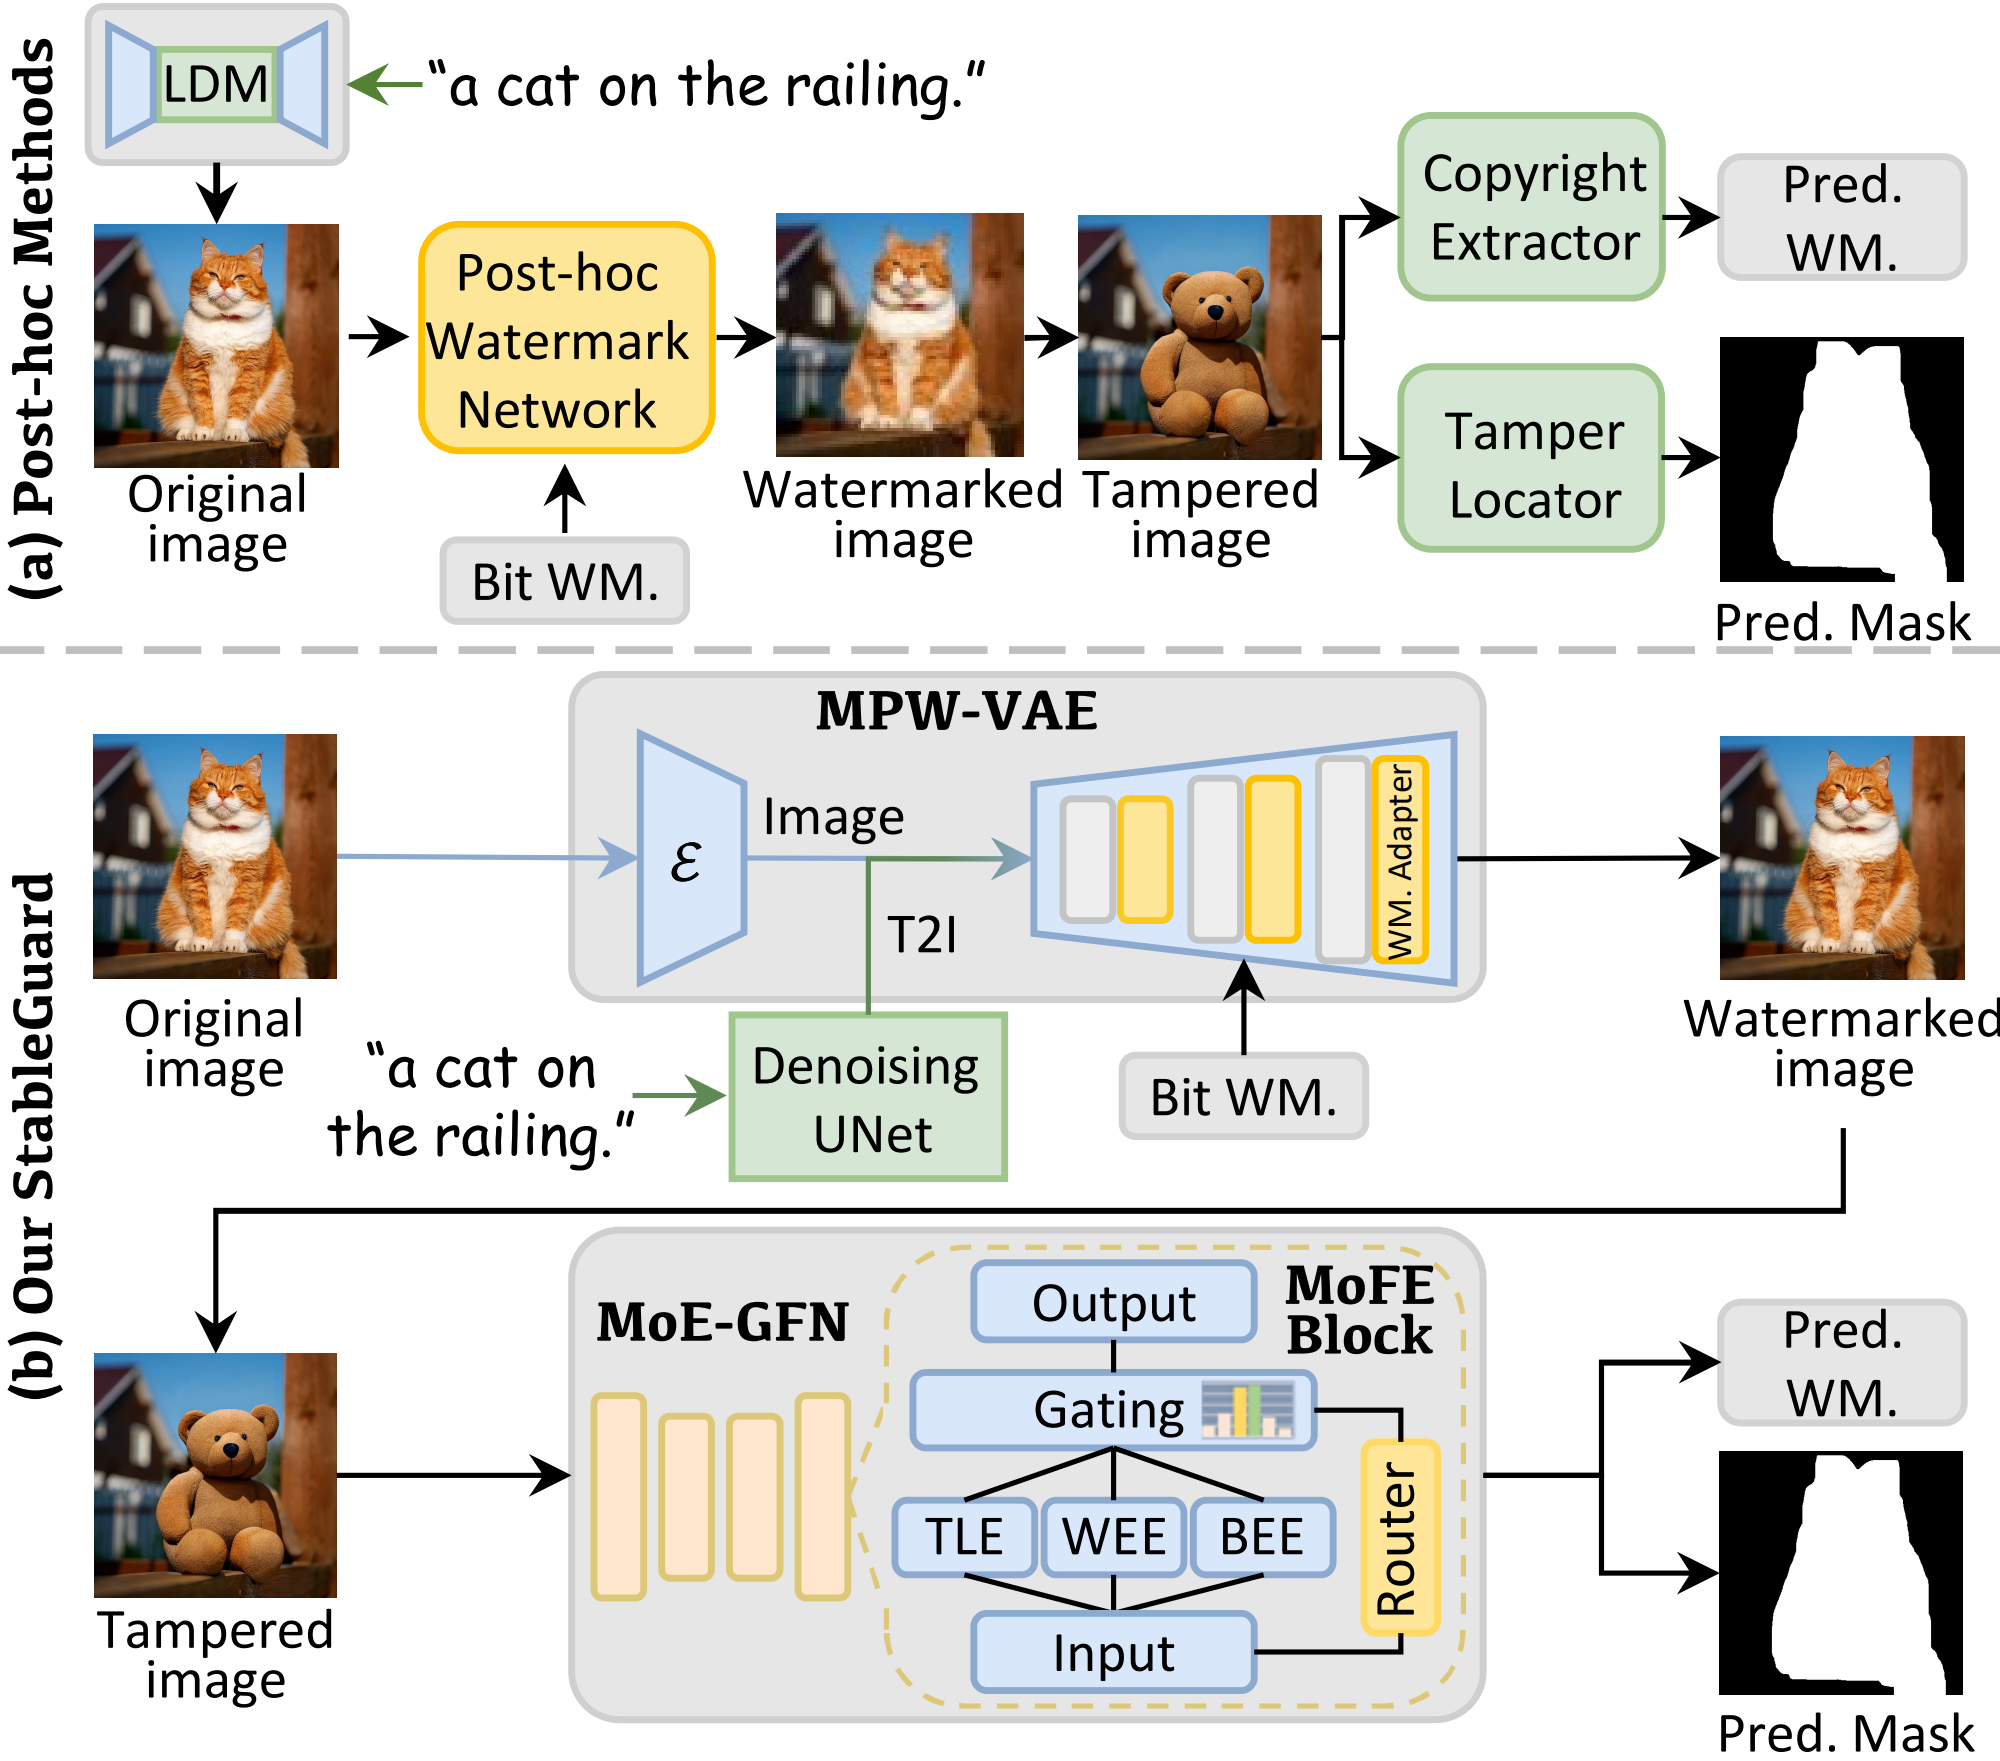 (a) Post-hoc Methods
LDM
“a cat on the railing.”
Original
image
Post-hoc
Watermark
Network
Bit WM.
Watermarked
image
Tampered
image
Copyright
Extractor
Pred.
WM.
Tamper
Locator
Pred. Mask
(b) Our StableGuard
MPW-VAE
Original
image
ε
Image
T2I
WM. Adapter
“a cat on
the railing.”
Denoising
UNet
Bit WM.
Watermarked
image
Tampered
image
MoE-GFN
MoFE
Block
Output
Gating
TLE
WEE
BEE
Router
Input
Pred.
WM.
Pred. Mask